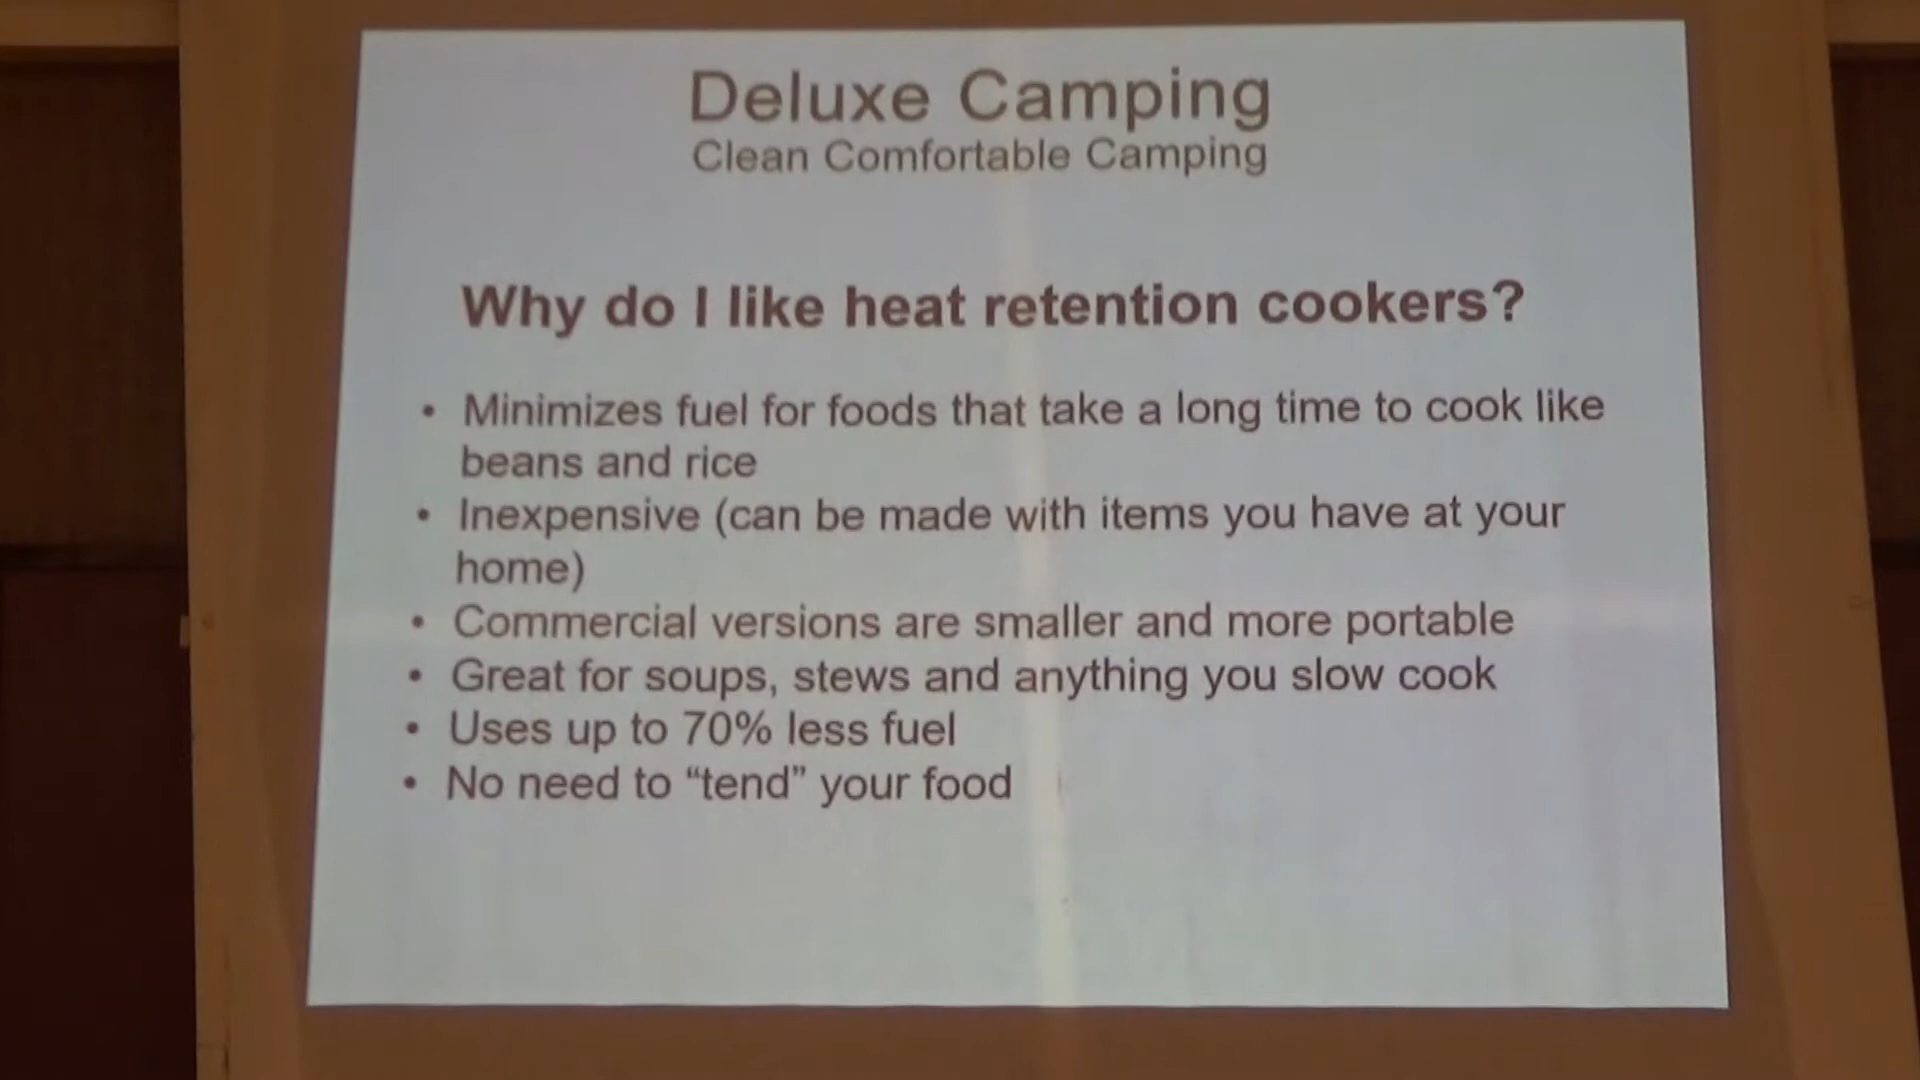 Deluxe Camping
Clean Comfortable Camping
Why do I like heat retention cookers?
• Minimizes fuel for foods that take a long time to cook like
beans and rice
• Inexpensive (can be made with items you have at your
home)
• Commercial versions are smaller and more portable
• Great for soups, stews and anything you slow cook
• Uses up to 70% less fuel
• No need to “tend” your food